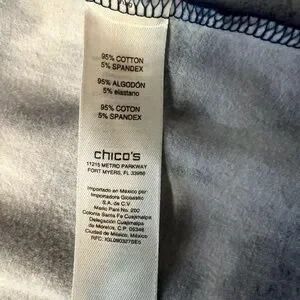 95% COTTON
5% SPANDEX
95% ALGODÓN
5% elastano
95% COTON
5% SPANDEX
chico's
11215 METRO PARKWAY
FORT MYERS, FL 33966
Importado en México por
Importadora Globastic
S.A. de C.V.
Mario Pani No. 200
Colonia Santa Fe Cuajimalpa
Delegación Cuajimalpa
de Morelos, C.P. 05348
Ciudad de México, México